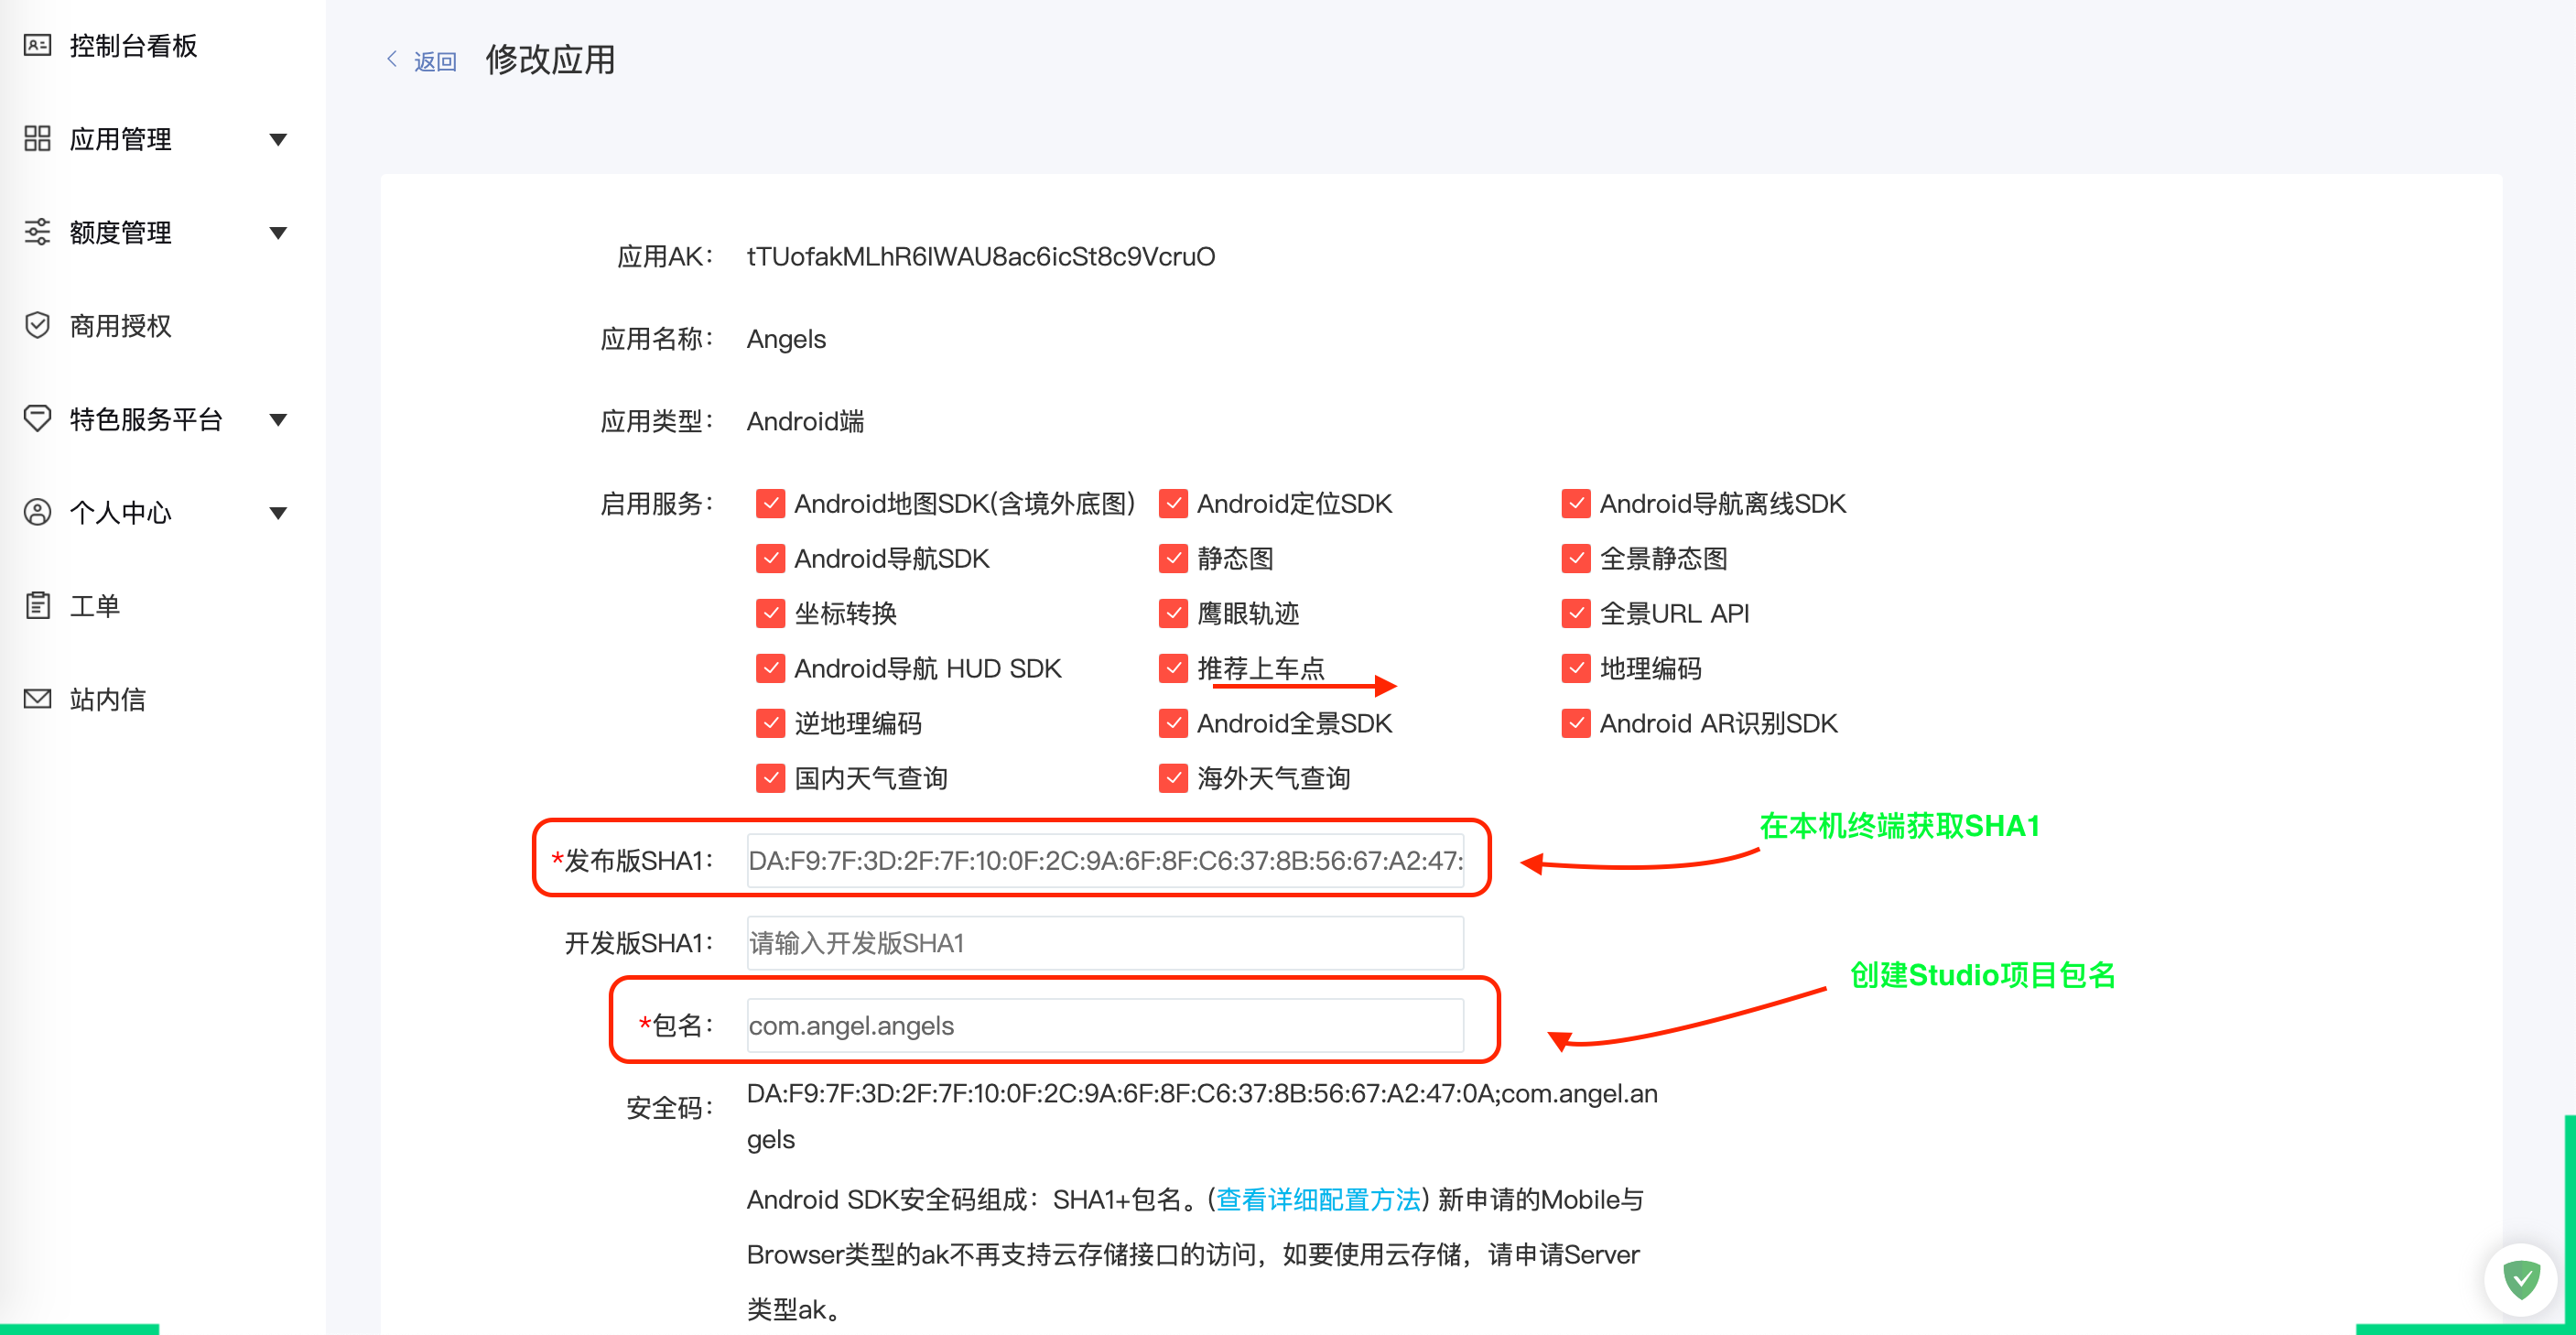 控制台看板
应用管理
额度管理
商用授权
特色服务平台
个人中心
工单
站内信
返回 修改应用
应用AK： tTUofakMLhR6IWAU8ac6icSt8c9VcruO
应用名称： Angels
应用类型： Android端
启用服务： Android地图SDK(含境外底图) Android定位SDK Android导航离线SDK
Android导航SDK 静态图 全景静态图
坐标转换 鹰眼轨迹 全景URL API
Android导航 HUD SDK 推荐上车点 地理编码
逆地理编码 Android全景SDK Android AR识别SDK
国内天气查询 海外天气查询
在本机终端获取SHA1
*发布版SHA1： DA:F9:7F:3D:2F:7F:10:0F:2C:9A:6F:8F:C6:37:8B:56:67:A2:47:
开发版SHA1： 请输入开发版SHA1
创建Studio项目包名
*包名： com.angel.angels
安全码： DA:F9:7F:3D:2F:7F:10:0F:2C:9A:6F:8F:C6:37:8B:56:67:A2:47:0A;com.angel.an
gels
Android SDK安全码组成：SHA1+包名。(查看详细配置方法) 新申请的Mobile与
Browser类型的ak不再支持云存储接口的访问，如要使用云存储，请申请Server
类型ak。